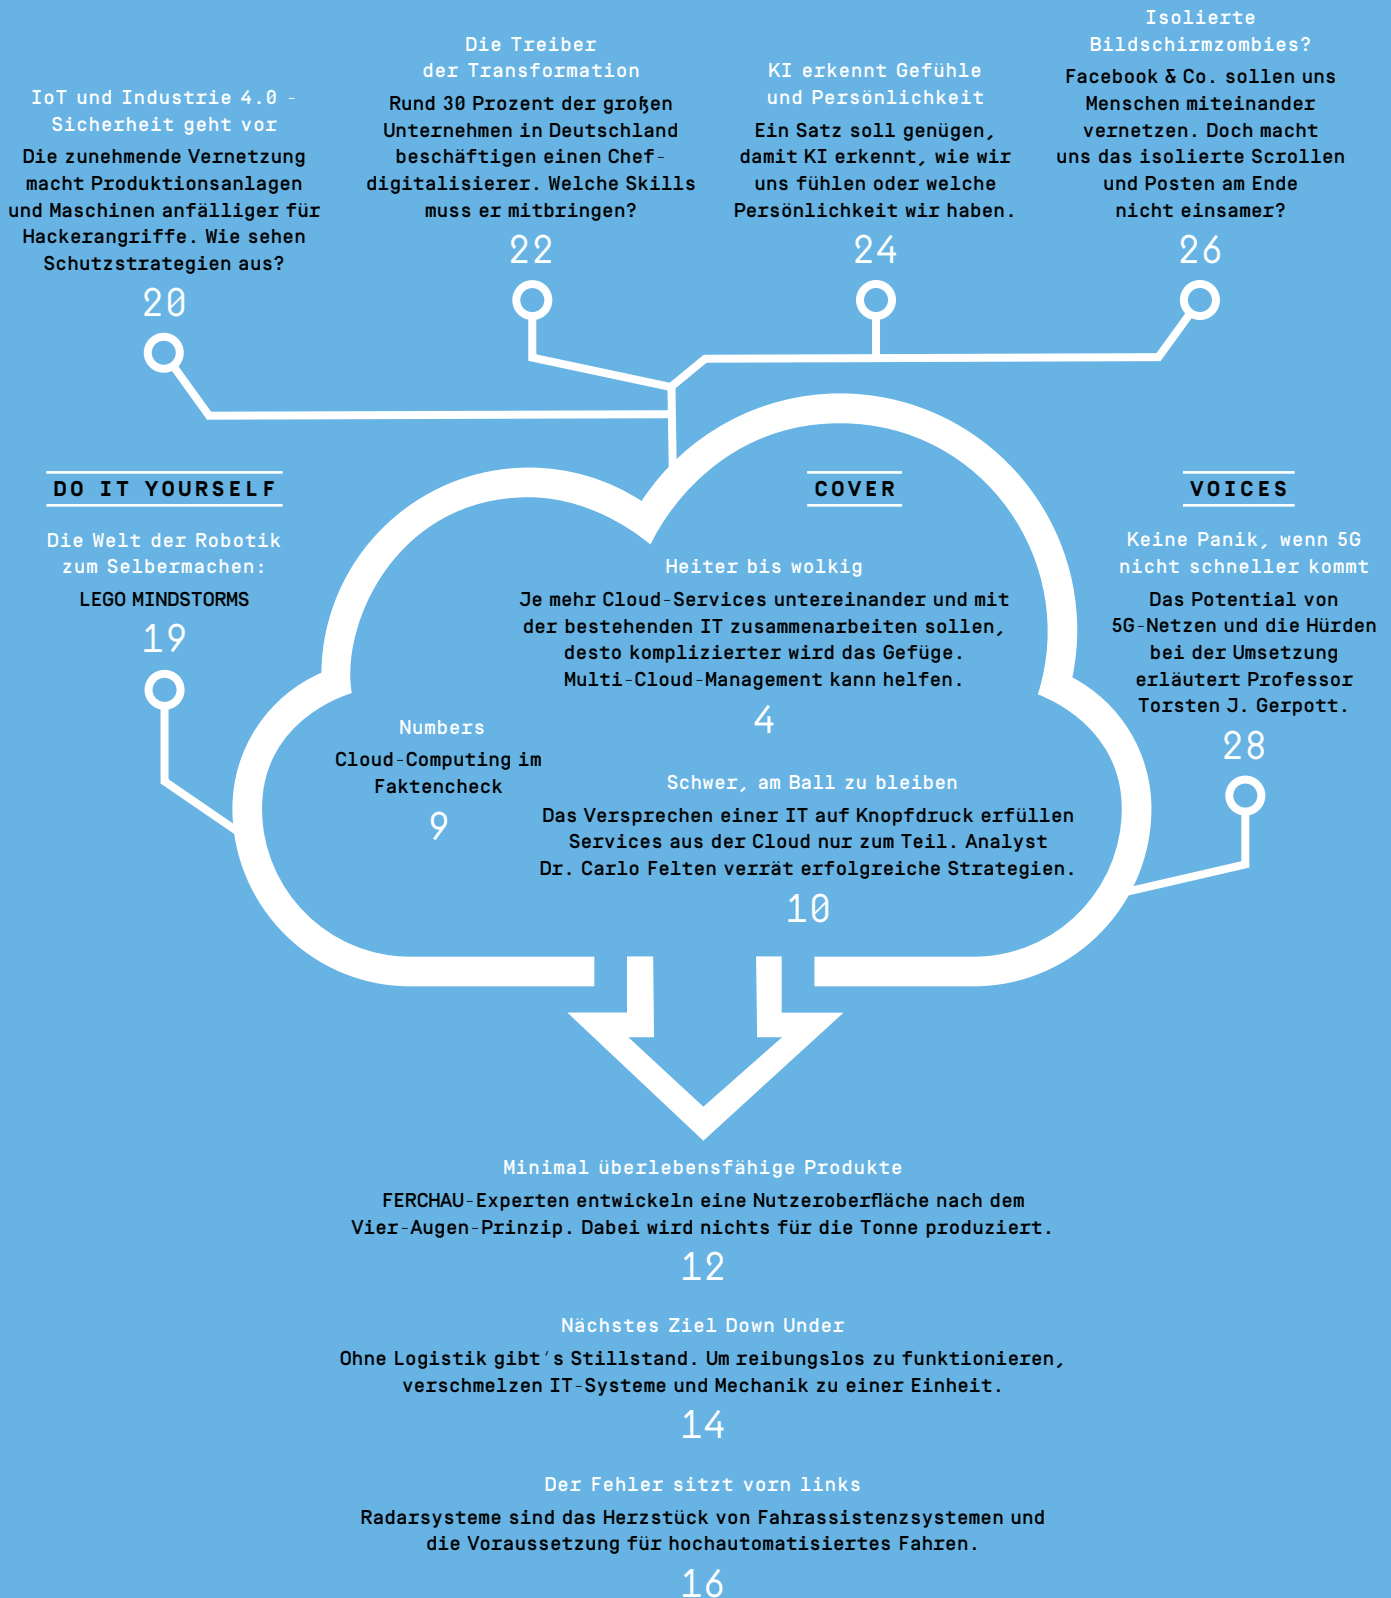 IoT und Industrie 4.0 -
Sicherheit geht vor
Die zunehmende Vernetzung
macht Produktionsanlagen
und Maschinen anfälliger für
Hackerangriffe. Wie sehen
Schutzstrategien aus?
20
Die Treiber
der Transformation
Rund 30 Prozent der großen
Unternehmen in Deutschland
beschäftigen einen Chef-
digitalisierer. Welche Skills
muss er mitbringen?
22
KI erkennt Gefühle
und Persönlichkeit
Ein Satz soll genügen,
damit KI erkennt, wie wir
uns fühlen oder welche
Persönlichkeit wir haben.
24
Isolierte
Bildschirmzombies?
Facebook & Co. sollen uns
Menschen miteinander
vernetzen. Doch macht
uns das isolierte Scrollen
und Posten am Ende
nicht einsamer?
26
DO IT YOURSELF
Die Welt der Robotik
zum Selbermachen:
LEGO MINDSTORMS
19
COVER
Heiter bis wolkig
Je mehr Cloud-Services untereinander und mit
der bestehenden IT zusammenarbeiten sollen,
desto komplizierter wird das Gefüge.
Multi-Cloud-Management kann helfen.
4
Numbers
Cloud-Computing im
Faktencheck
9
Schwer, am Ball zu bleiben
Das Versprechen einer IT auf Knopfdruck erfüllen
Services aus der Cloud nur zum Teil. Analyst
Dr. Carlo Felten verrät erfolgreiche Strategien.
10
VOICES
Keine Panik, wenn 5G
nicht schneller kommt
Das Potential von
5G-Netzen und die Hürden
bei der Umsetzung
erläutert Professor
Torsten J. Gerpott.
28
Minimal überlebensfähige Produkte
FERCHAU-Experten entwickeln eine Nutzeroberfläche nach dem
Vier-Augen-Prinzip. Dabei wird nichts für die Tonne produziert.
12
Nächstes Ziel Down Under
Ohne Logistik gibt's Stillstand. Um reibungslos zu funktionieren,
verschmelzen IT-Systeme und Mechanik zu einer Einheit.
14
Der Fehler sitzt vorn links
Radarsysteme sind das Herzstück von Fahrassistenzsystemen und
die Voraussetzung für hochautomatisiertes Fahren.
16